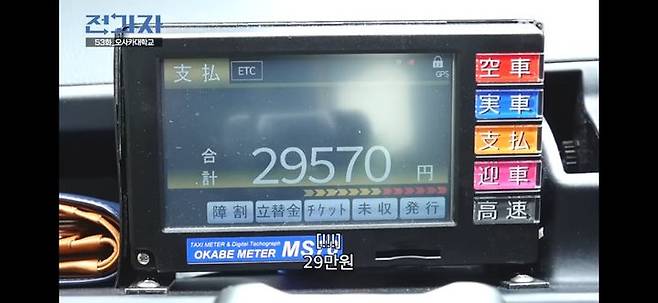 전과자
53화_오사카대학교
支払 ETC
GPS
合計 29570 円
障割 立替金 チケット 未収 発行
空車
実車
支払
迎車
高速
TAXI METER & Digital Tachograph
OKABE METER
29만원